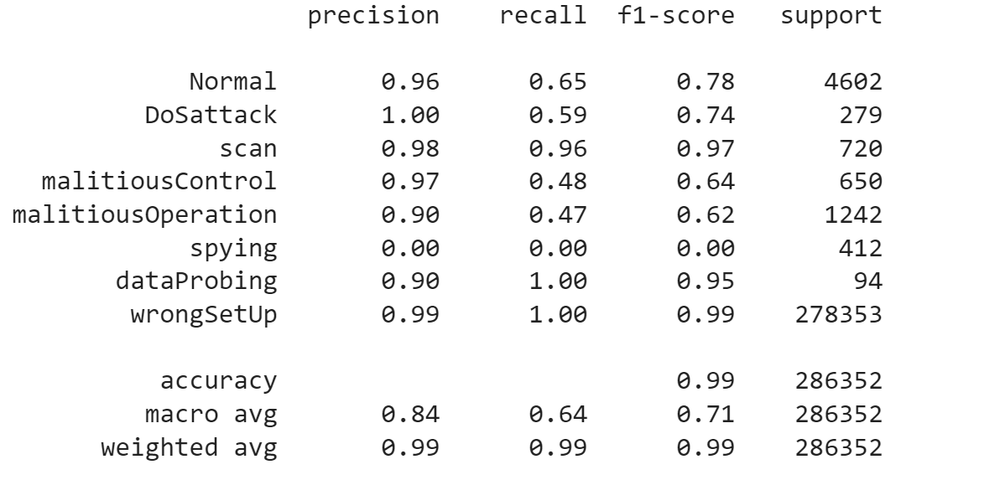 precision recall f1-score support
Normal 0.96 0.65 0.78 4602
DoSattack 1.00 0.59 0.74 279
scan 0.98 0.96 0.97 720
malitiousControl 0.97 0.48 0.64 650
malitiousOperation 0.90 0.47 0.62 1242
spying 0.00 0.00 0.00 412
dataProbing 0.90 1.00 0.95 94
wrongSetUp 0.99 1.00 0.99 278353
accuracy 0.99 286352
macro avg 0.84 0.64 0.71 286352
weighted avg 0.99 0.99 0.99 286352